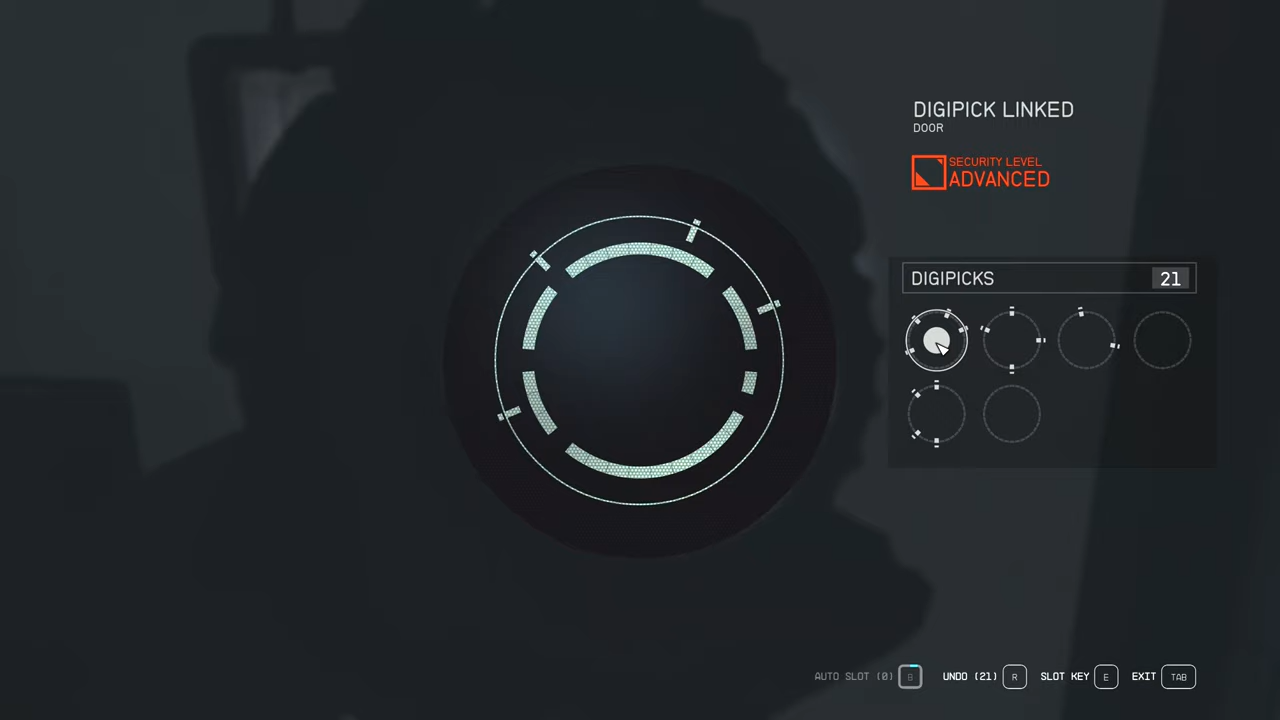 DIGIPICK LINKED
DOOR
SECURITY LEVEL
ADVANCED
DIGIPICKS 21
AUTO SLOT (0) B UNDO (21) R SLOT KEY E EXIT TAB